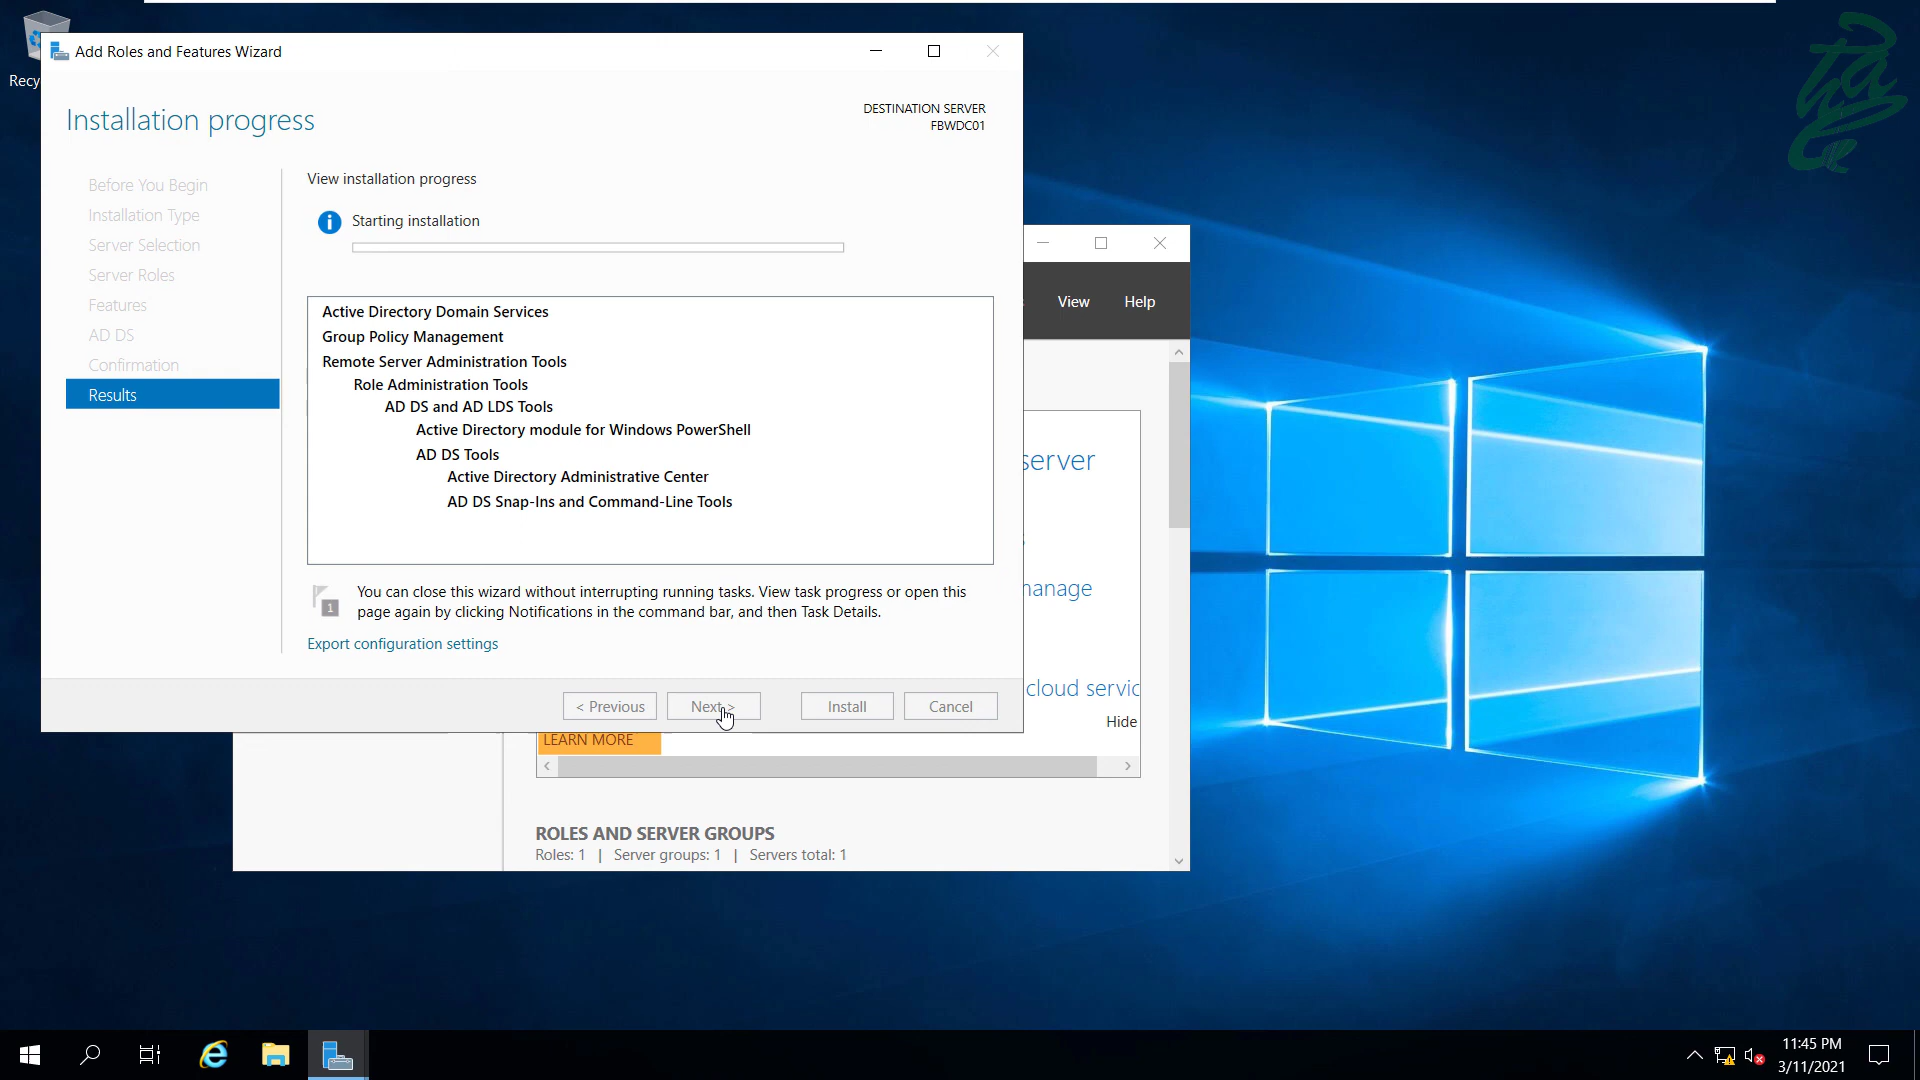 Recy
Add Roles and Features Wizard
Installation progress
DESTINATION SERVER
FBWDC01
Before You Begin
Installation Type
Server Selection
Server Roles
Features
AD DS
Confirmation
Results
View installation progress
Starting installation
Active Directory Domain Services
Group Policy Management
Remote Server Administration Tools
Role Administration Tools
AD DS and AD LDS Tools
Active Directory module for Windows PowerShell
AD DS Tools
Active Directory Administrative Center
AD DS Snap-Ins and Command-Line Tools
1
You can close this wizard without interrupting running tasks. View task progress or open this
page again by clicking Notifications in the command bar, and then Task Details.
Export configuration settings
< Previous
Next >
Install
Cancel
View
Help
server
manage
cloud servic
Hide
LEARN MORE
ROLES AND SERVER GROUPS
Roles: 1 | Server groups: 1 | Servers total: 1
11:45 PM
3/11/2021